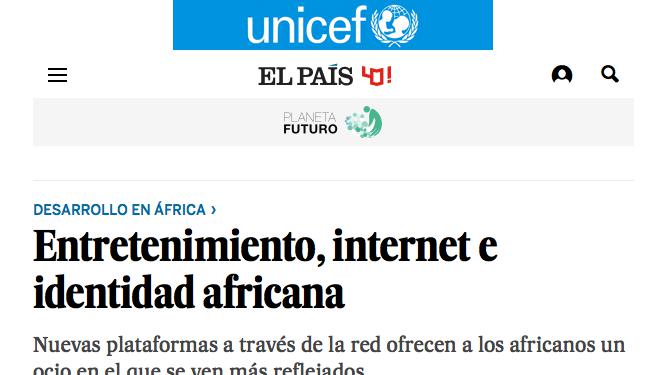 unicef
EL PAÍS 40!
PLANETA
FUTURO
DESARROLLO EN ÁFRICA ›
Entretenimiento, internet e
identidad africana
Nuevas plataformas a través de la red ofrecen a los africanos un
ocio en el que se ven más reflejados